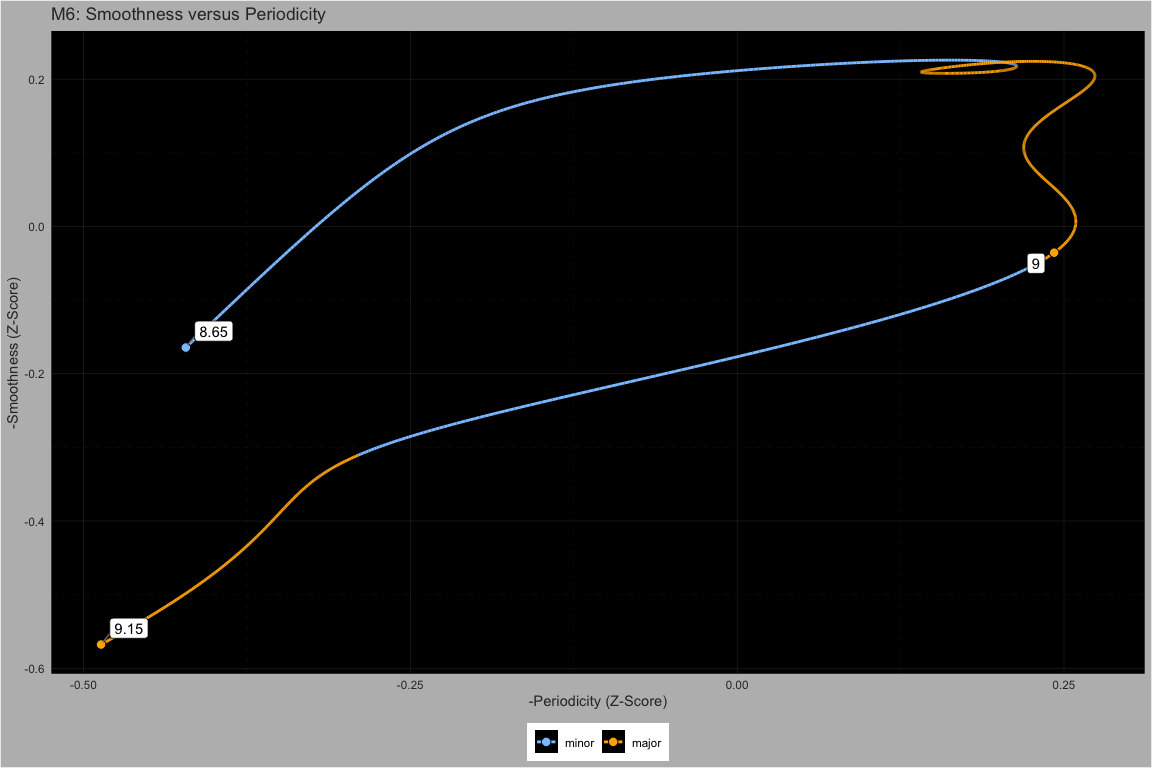 M6: Smoothness versus Periodicity
0.2
0.0
-0.2
-0.4
-0.6
-Smoothness (Z-Score)
9
8.65
9.15
-0.50
-0.25
0.00
0.25
-Periodicity (Z-Score)
minor
major